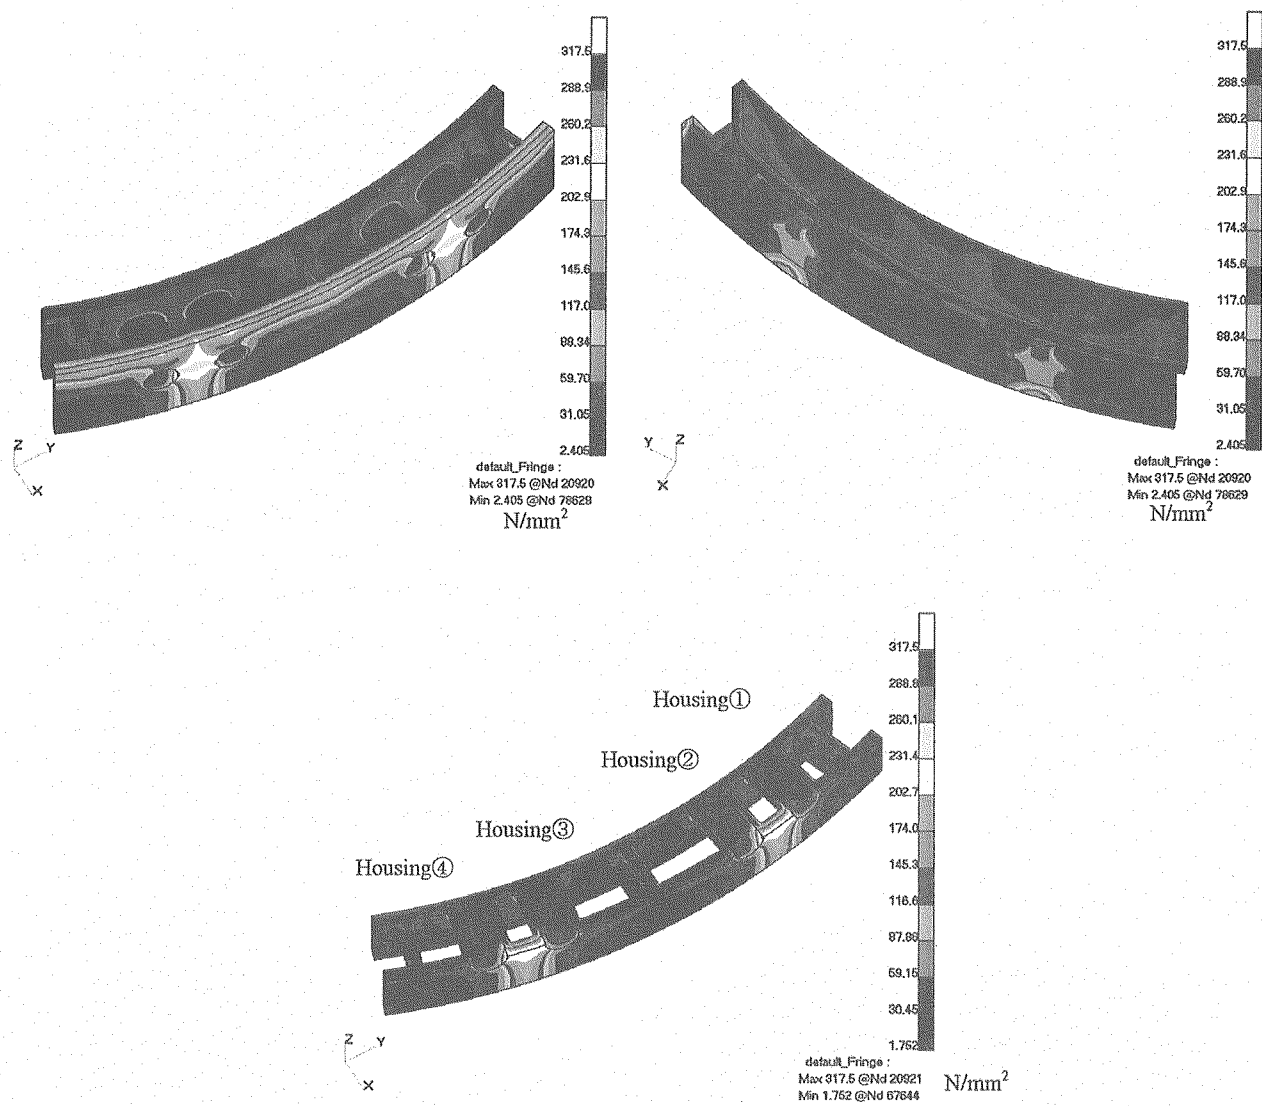 317.5
288.9
260.2
231.6
202.9
174.3
145.6
117.0
88.34
59.70
31.05
2.405
Z
Y
X
default_Fringe :
Max 317.5 @Nd 20920
Min 2.405 @Nd 78629
N/mm²
317.5
288.9
260.2
231.6
202.9
174.3
145.6
117.0
88.34
59.70
31.05
2.405
Y
Z
X
default_Fringe :
Max 317.5 @Nd 20920
Min 2.405 @Nd 78629
N/mm²
Housing①
Housing②
Housing③
Housing④
317.5
288.8
260.1
231.4
202.7
174.0
145.3
116.6
87.86
59.15
30.45
1.752
Z
Y
X
default_Fringe :
Max 317.5 @Nd 20921
Min 1.752 @Nd 67644
N/mm²